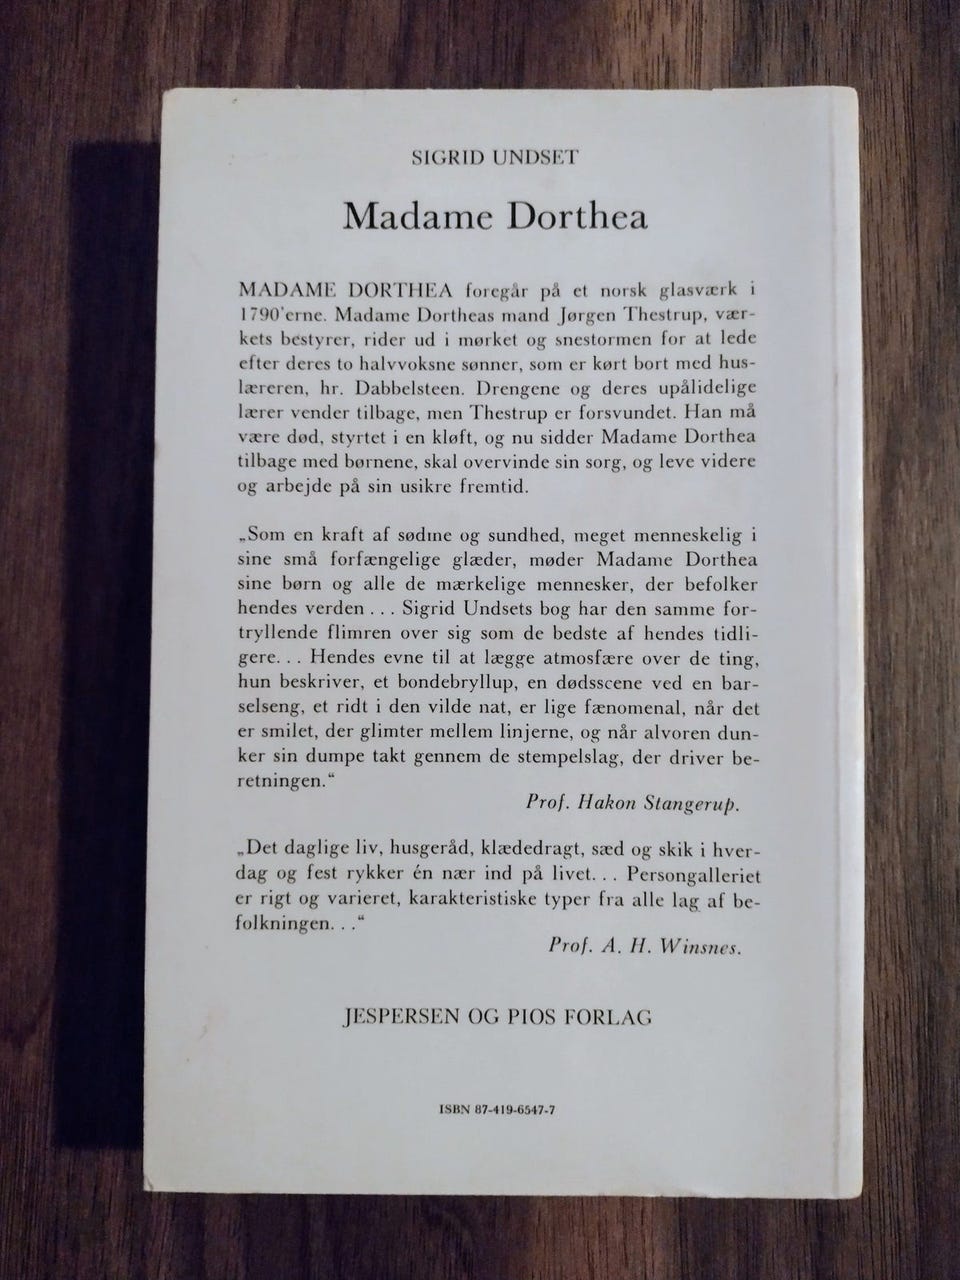 SIGRID UNDSET
Madame Dorthea
MADAME DORTHEA foregår på et norsk glasværk i
1790'erne. Madame Dortheas mand Jørgen Thestrup, vær-
kets bestyrer, rider ud i mørket og snestormen for at lede
efter deres to halvvoksne sønner, som er kørt bort med hus-
læreren, hr. Dabbelsteen. Drengene og deres upålidelige
lærer vender tilbage, men Thestrup er forsvundet. Han må
være død, styrtet i en kløft, og nu sidder Madame Dorthea
tilbage med børnene, skal overvinde sin sorg, og leve videre
og arbejde på sin usikre fremtid.
„Som en kraft af sødme og sundhed, meget menneskelig i
sine små forfængelige glæder, møder Madame Dorthea
sine børn og alle de mærkelige mennesker, der befolker
hendes verden . . . Sigrid Undsets bog har den samme for-
tryllende flimren over sig som de bedste af hendes tidli-
gere. . . Hendes evne til at lægge atmosfære over de ting,
hun beskriver, et bondebryllup, en dødsscene ved en bar-
selseng, et ridt i den vilde nat, er lige fænomenal, når det
er smilet, der glimter mellem linjerne, og når alvoren dun-
ker sin dumpe takt gennem de stempelslag, der driver be-
retningen.“
Prof. Hakon Stangerup.
„Det daglige liv, husgeråd, klædedragt, sæd og skik i hver-
dag og fest rykker én nær ind på livet. . . Persongalleriet
er rigt og varieret, karakteristiske typer fra alle lag af be-
folkningen. . .“
Prof. A. H. Winsnes.
JESPERSEN OG PIOS FORLAG
ISBN 87-419-6547-7